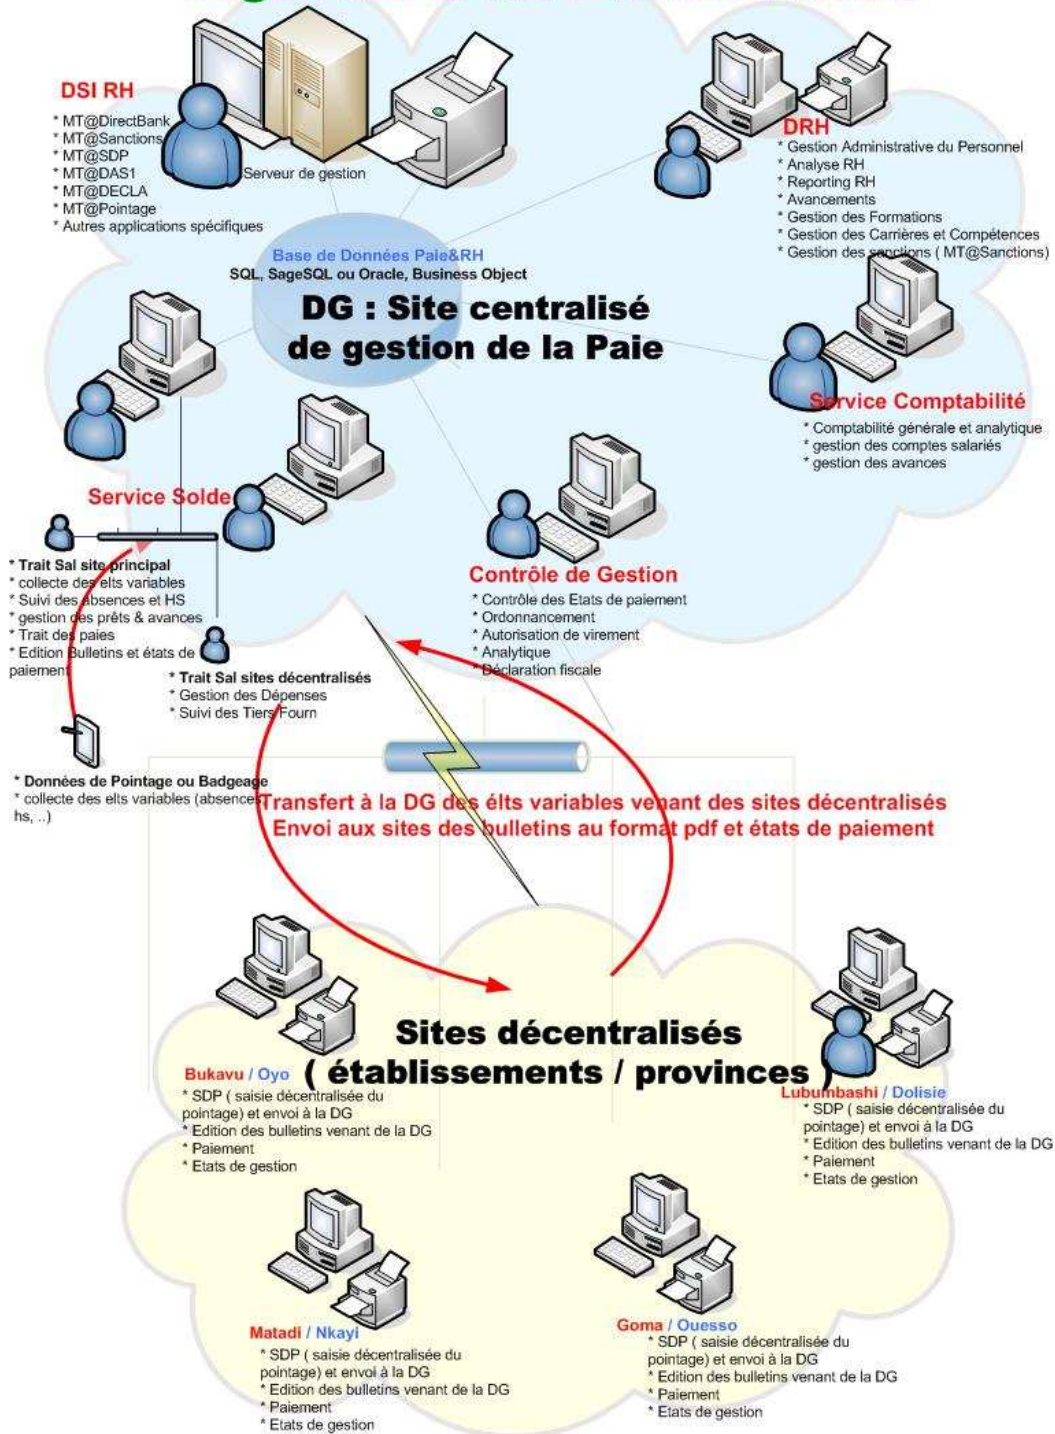 DSI RH
* MT@DirectBank
* MT@Sanctions
* MT@SDP
* MT@DAS1
* MT@DECLA
* MT@Pointage
* Autres applications spécifiques
Serveur de gestion
DRH
* Gestion Administrative du Personnel
* Analyse RH
* Reporting RH
* Avancements
* Gestion des Formations
* Gestion des Carrières et Compétences
* Gestion des sanctions ( MT@Sanctions)
Base de Données Paie&RH
SQL, SageSQL ou Oracle, Business Object
DG : Site centralisé
de gestion de la Paie
Service Comptabilité
* Comptabilité générale et analytique
* gestion des comptes salariés
* gestion des avances
Service Solde
* Trait Sal site principal
* collecte des elts variables
* Suivi des absences et HS
* gestion des prêts & avances
* Trait des paies
* Edition Bulletins et états de
paiement
* Trait Sal sites décentralisés
* Gestion des Dépenses
* Suivi des Tiers Fourn
Contrôle de Gestion
* Contrôle des Etats de paiement
* Ordonnancement
* Autorisation de virement
* Analytique
* Déclaration fiscale
* Données de Pointage ou Badgeage
* collecte des elts variables (absences,
hs, ..)
Transfert à la DG des élts variables venant des sites décentralisés
Envoi aux sites des bulletins au format pdf et états de paiement
Sites décentralisés
( établissements / provinces )
Bukavu / Oyo
* SDP ( saisie décentralisée du
pointage) et envoi à la DG
* Edition des bulletins venant de la DG
* Paiement
* Etats de gestion
Lubumbashi / Dolisie
* SDP ( saisie décentralisée du
pointage) et envoi à la DG
* Edition des bulletins venant de la DG
* Paiement
* Etats de gestion
Matadi / Nkayi
* SDP ( saisie décentralisée du
pointage) et envoi à la DG
* Edition des bulletins venant de la DG
* Paiement
* Etats de gestion
Goma / Ouesso
* SDP ( saisie décentralisée du
pointage) et envoi à la DG
* Edition des bulletins venant de la DG
* Paiement
* Etats de gestion